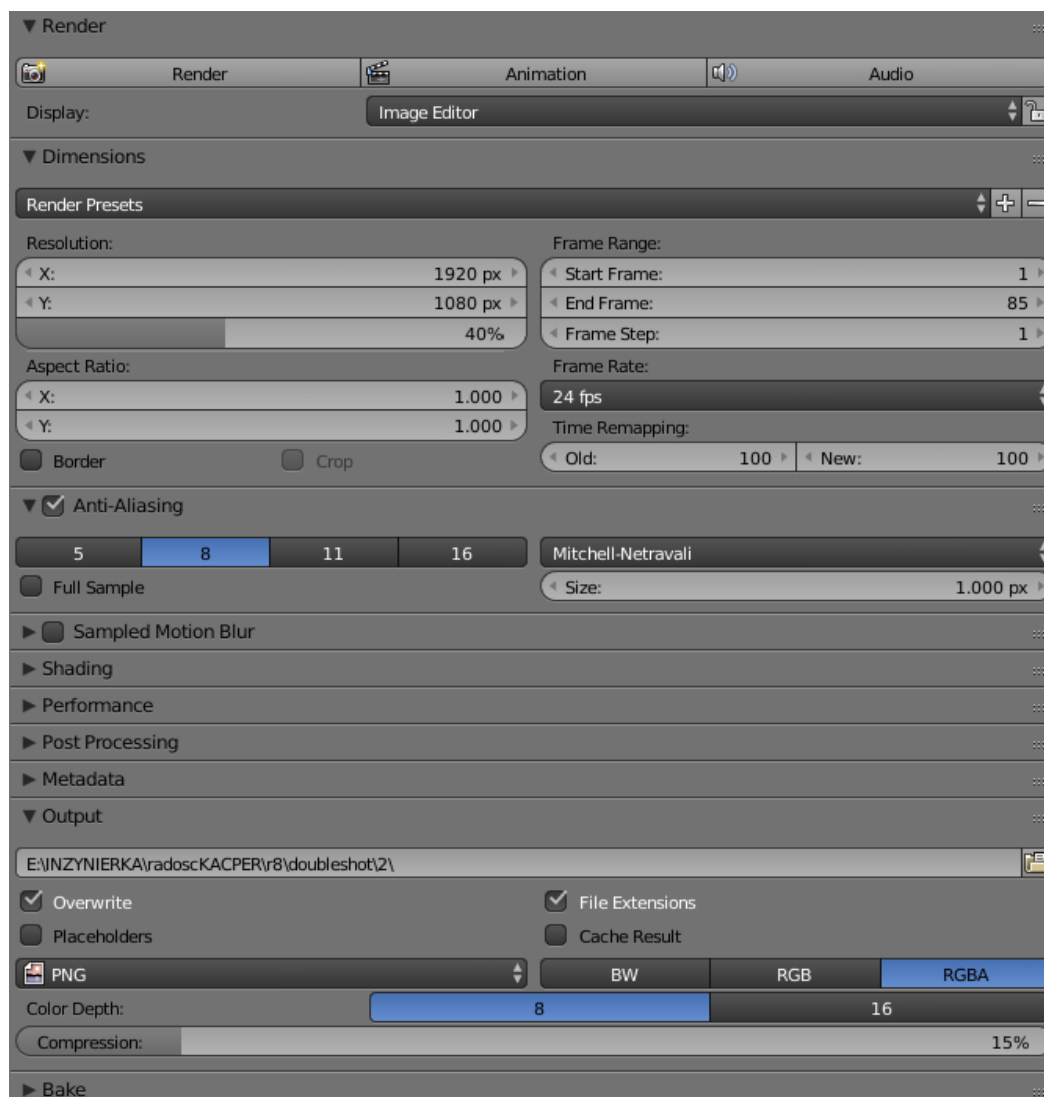 Render
Render Animation Audio
Display: Image Editor
Dimensions
Render Presets
Resolution: Frame Range:
X: 1920 px Start Frame: 1
Y: 1080 px End Frame: 85
40% Frame Step: 1
Aspect Ratio: Frame Rate:
X: 1.000 24 fps
Y: 1.000 Time Remapping:
Border Crop Old: 100 New: 100
Anti-Aliasing
5 8 11 16 Mitchell-Netravali
Full Sample Size: 1.000 px
Sampled Motion Blur
Shading
Performance
Post Processing
Metadata
Output
E:\INZYNIERKA\radoscKACPER\r8\doubleshot\2\
Overwrite File Extensions
Placeholders Cache Result
PNG BW RGB RGBA
Color Depth: 8 16
Compression: 15%
Bake